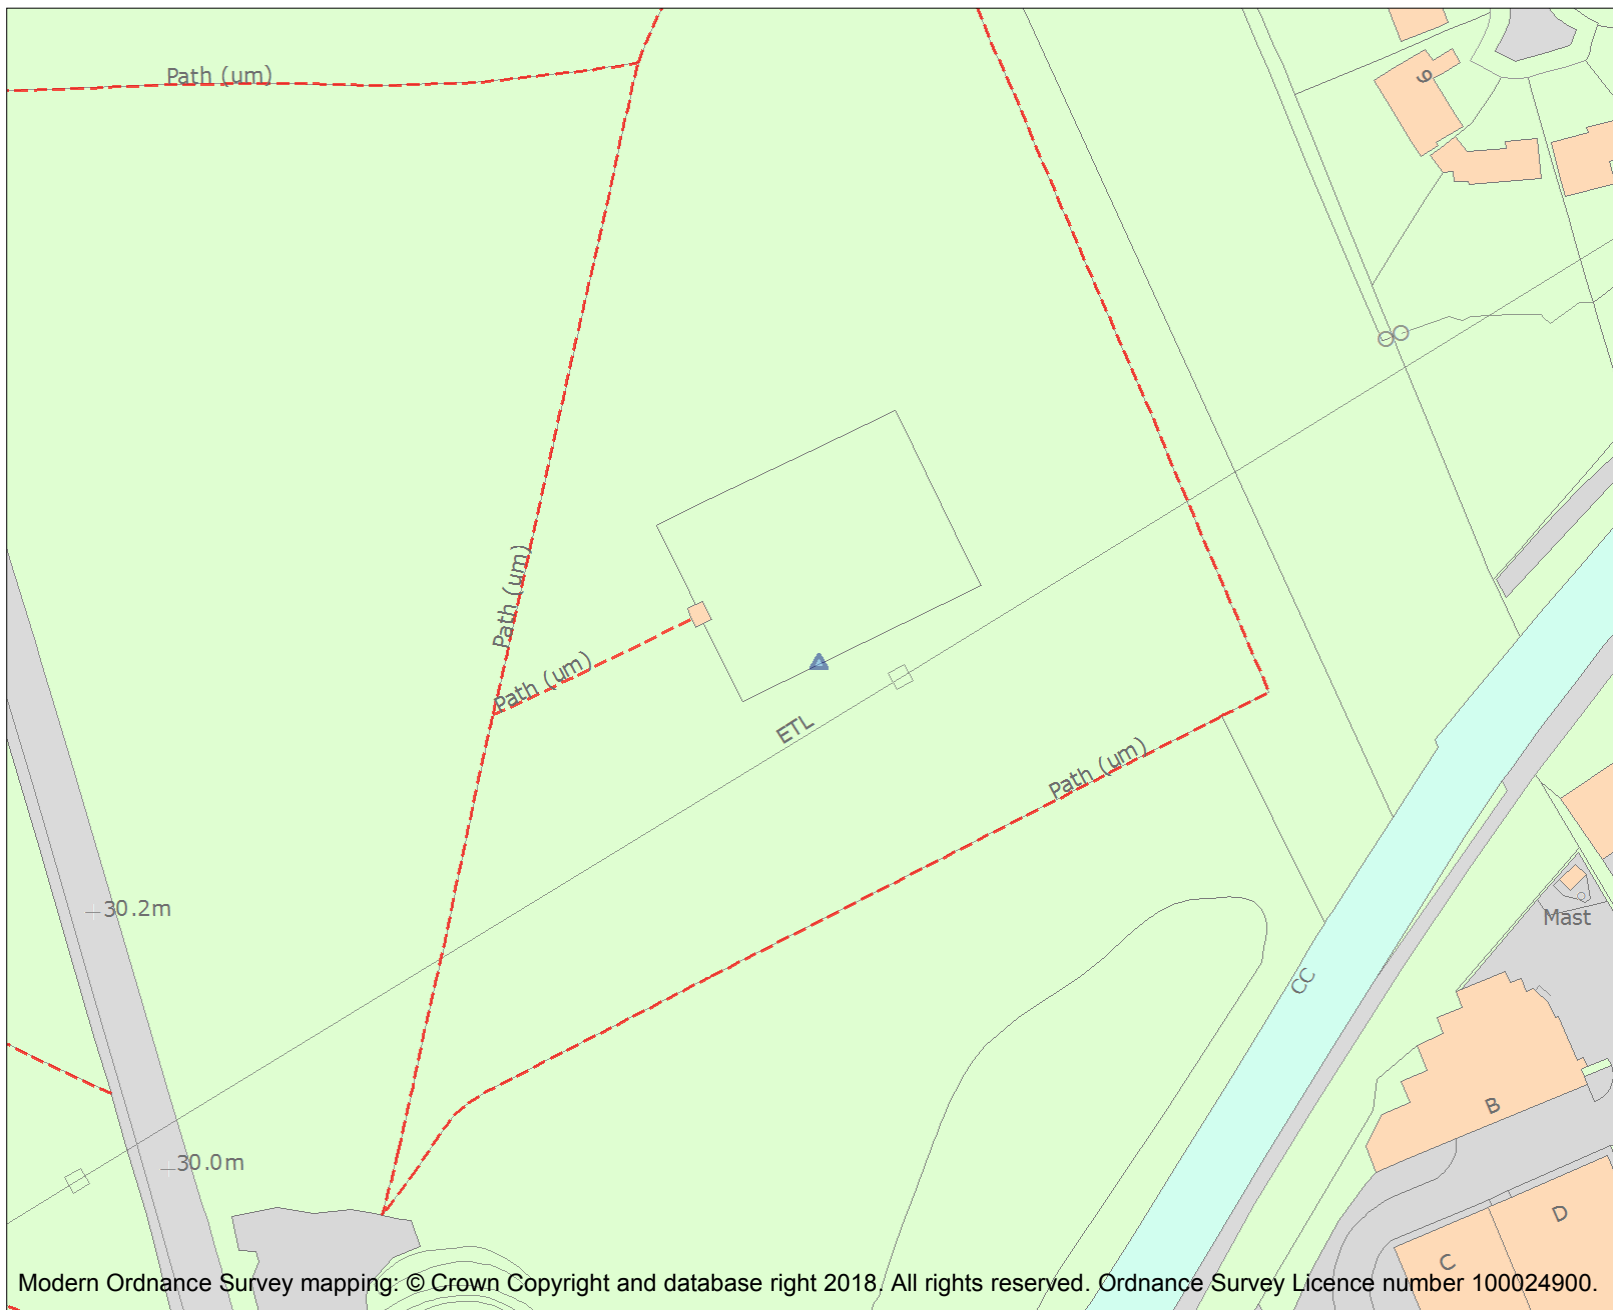 Path (um)
9
Path (um)
Path (um)
ETL
Path (um)
30.2m
Mast
CC
B
30.0m
D
C
Modern Ordnance Survey mapping: © Crown Copyright and database right 2018. All rights reserved. Ordnance Survey Licence number 100024900.